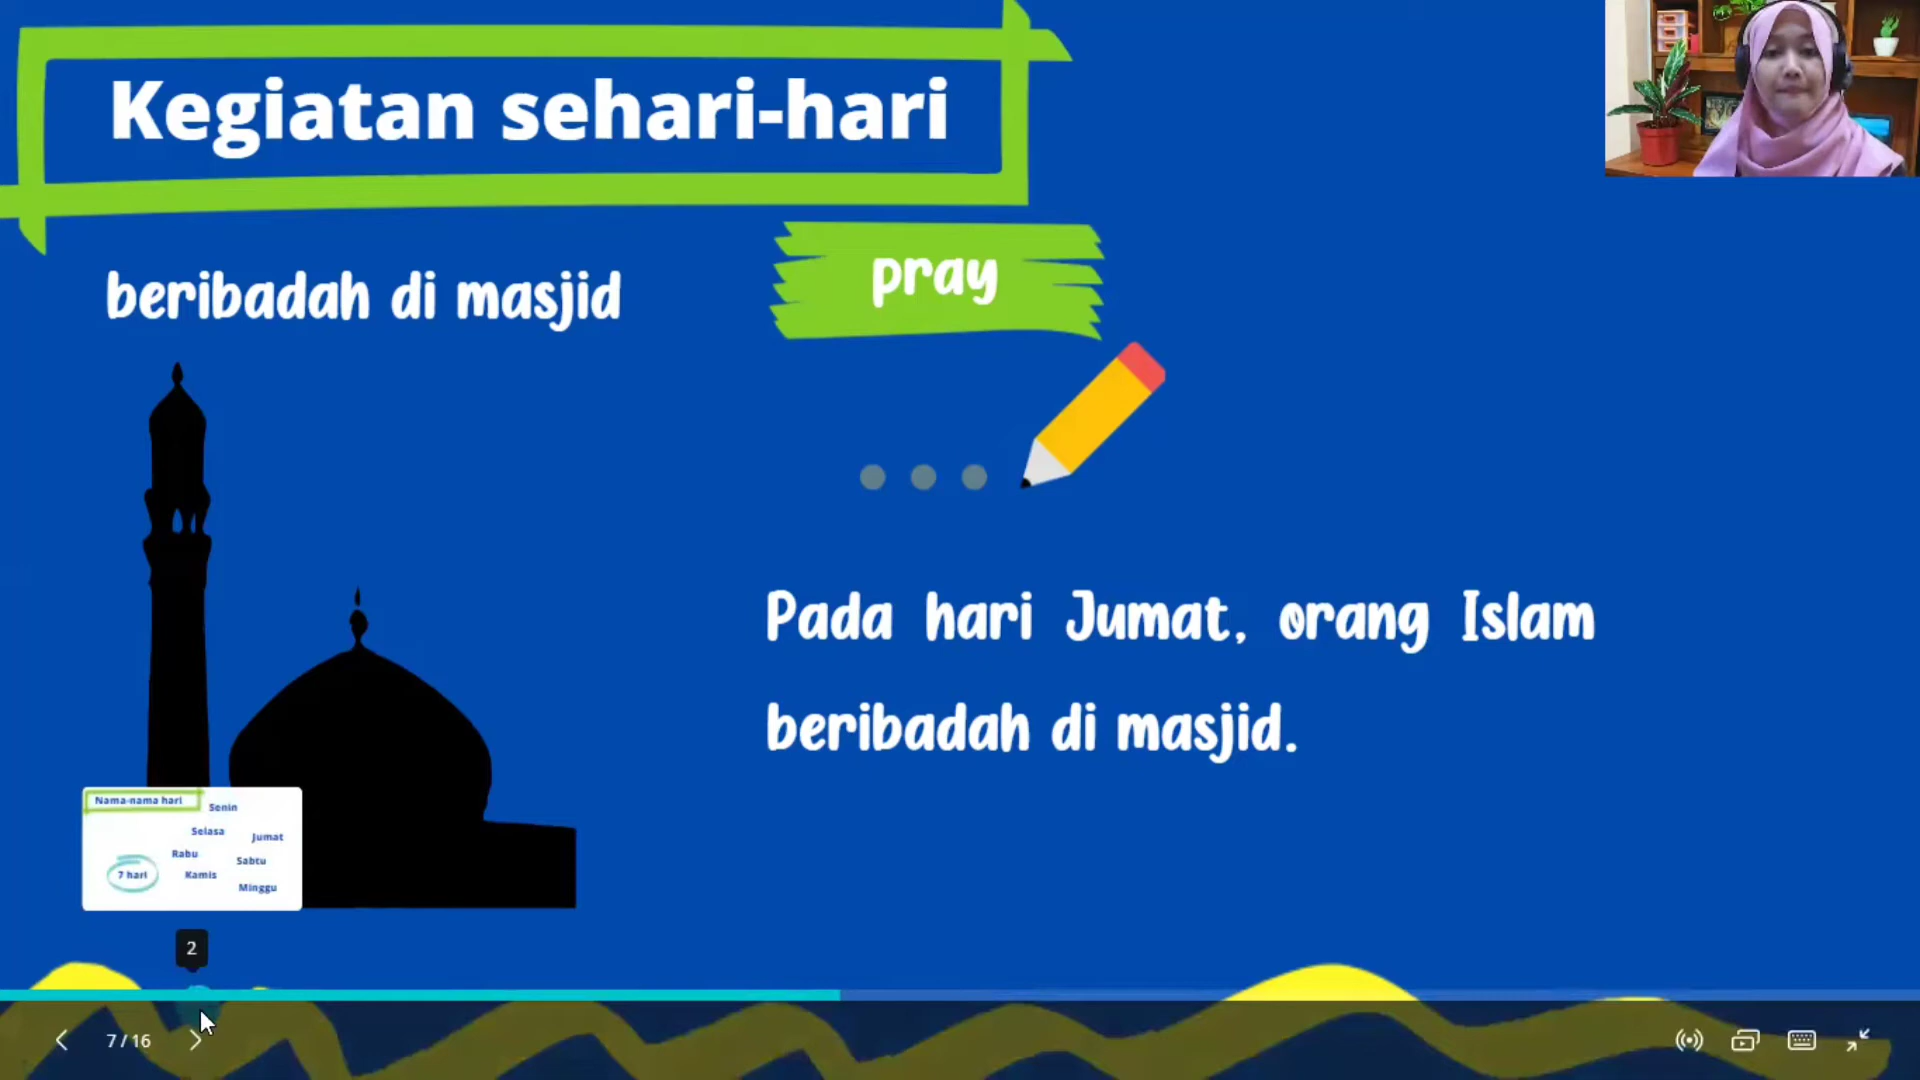 Kegiatan sehari-hari
beribadah di masjid
pray
Pada hari Jumat, orang Islam
beribadah di masjid.
Nama-nama hari
Senin
Selasa
Jumat
Rabu
Sabtu
7 hari
Kamis
Minggu
2
7 / 16